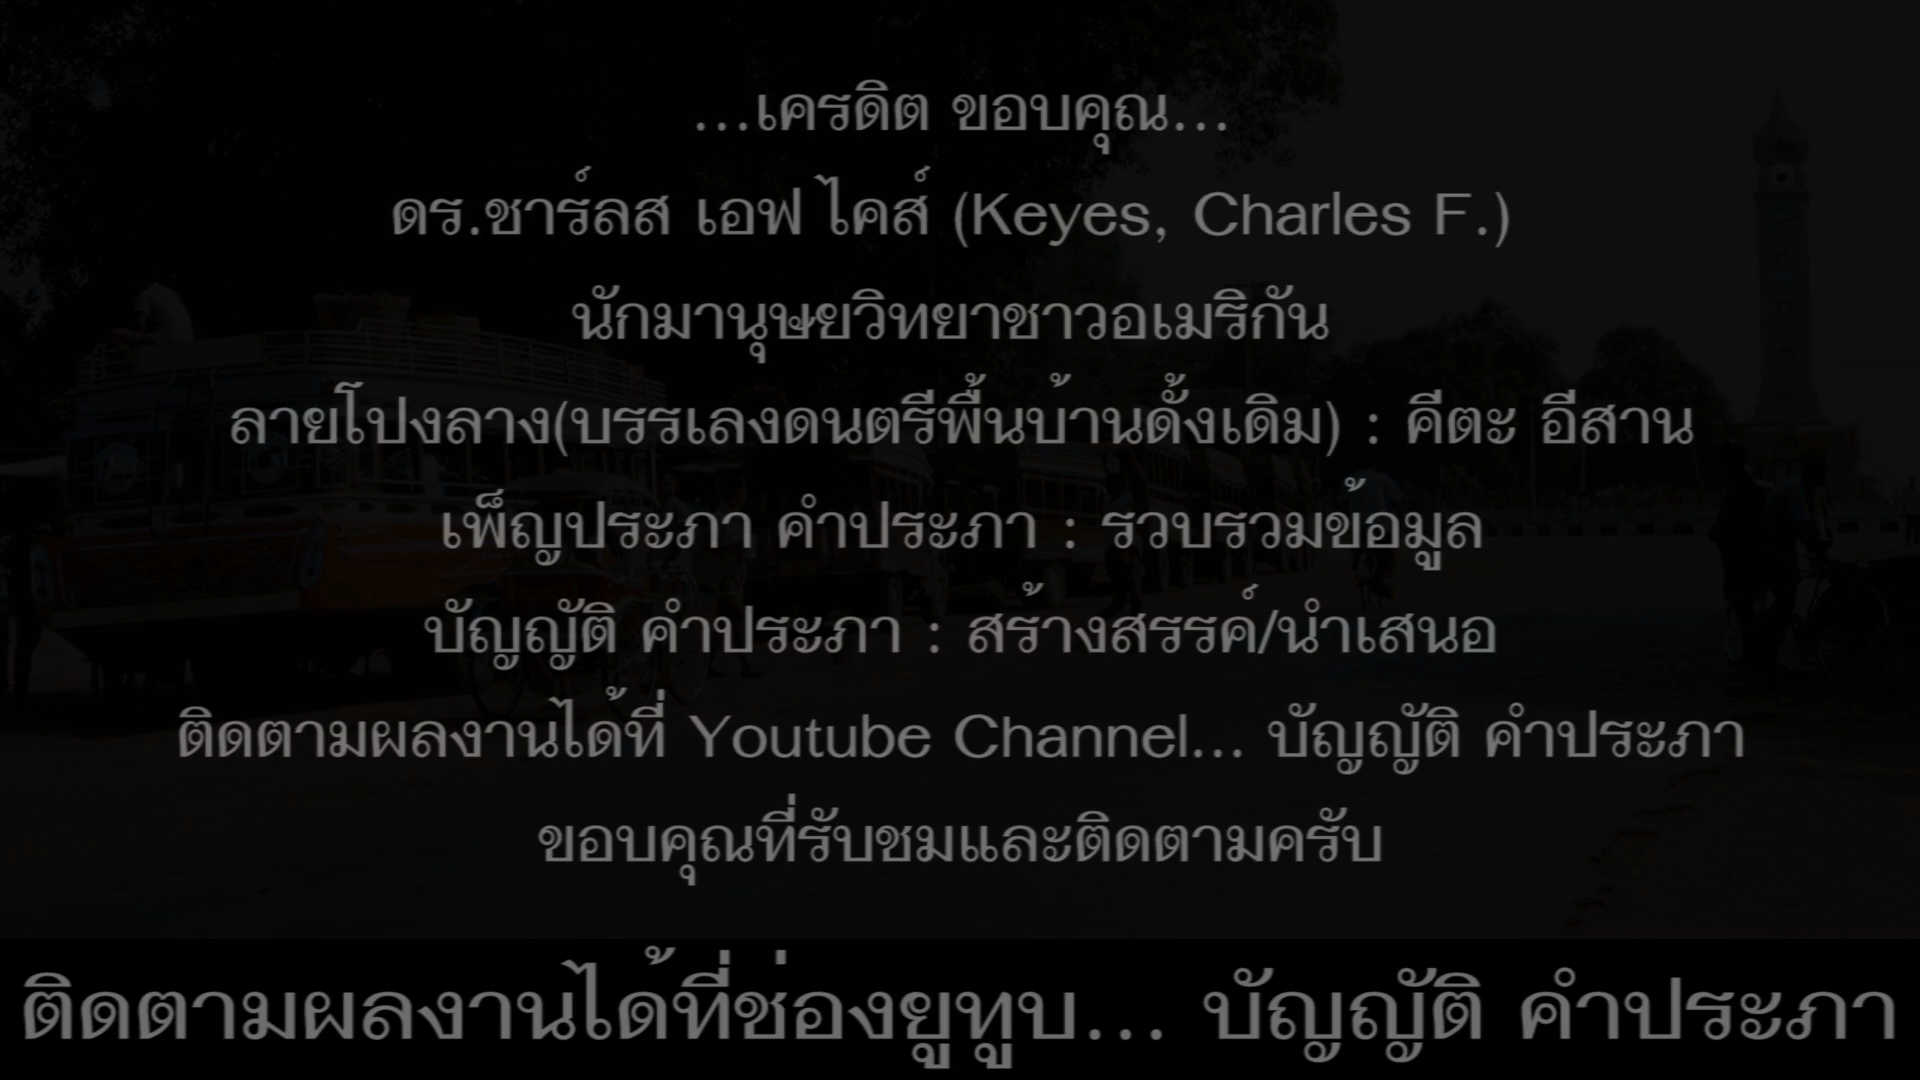 ...เครดิต ขอบคุณ...
ดร.ชาร์ลส เอฟ ไคส์ (Keyes, Charles F.)
นักมานุษยวิทยาชาวอเมริกัน
ลายโปงลาง(บรรเลงดนตรีพื้นบ้านดั้งเดิม) : คีตะ อีสาน
เพ็ญประภา คำประภา : รวบรวมข้อมูล
บัญญัติ คำประภา : สร้างสรรค์/นำเสนอ
ติดตามผลงานได้ที่ Youtube Channel... บัญญัติ คำประภา
ขอบคุณที่รับชมและติดตามครับ
ติดตามผลงานได้ที่ช่องยูทูบ... บัญญัติ คำประภา